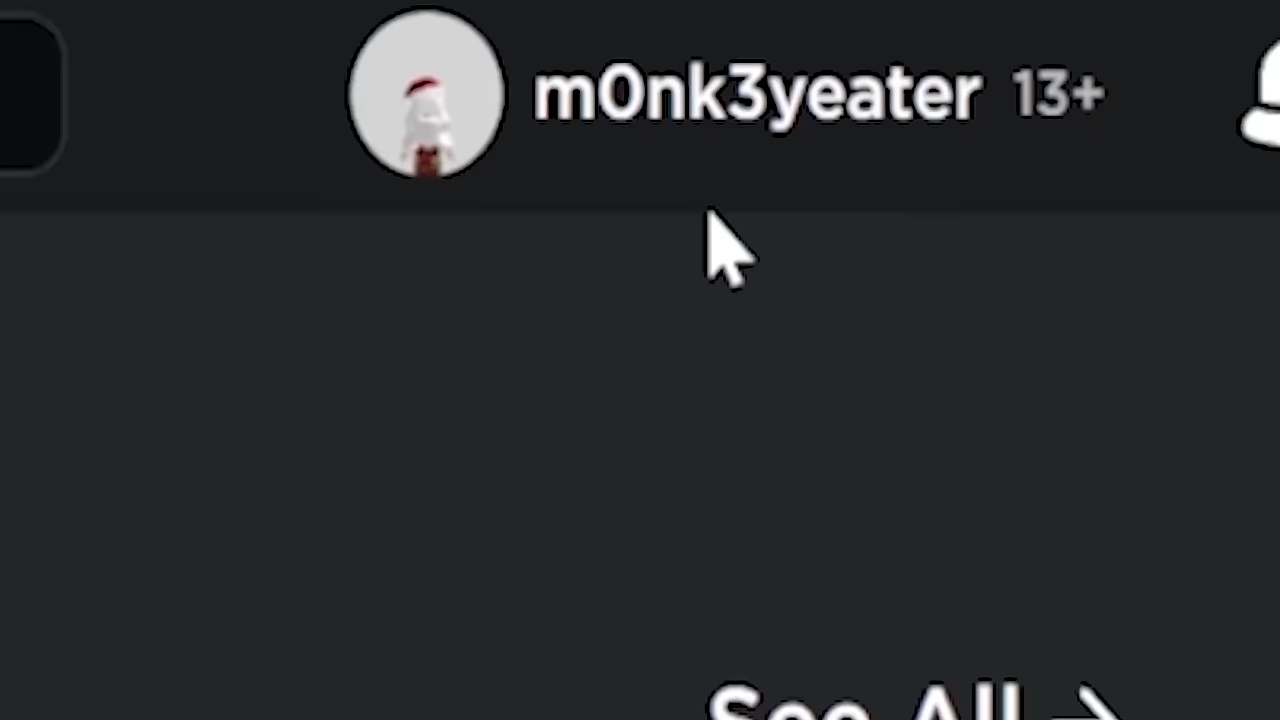 m0nk3yeater 13+
See All →